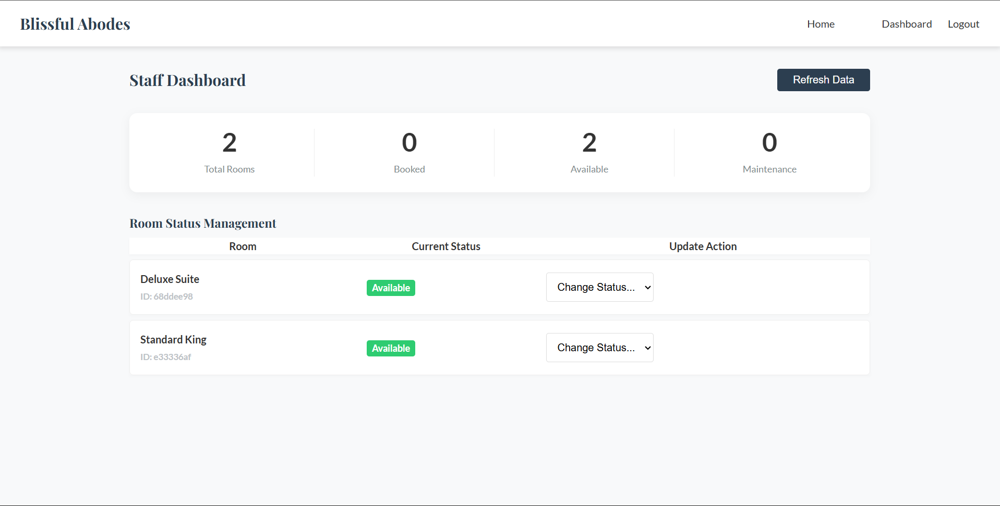 Blissful Abodes
Home Dashboard Logout
Staff Dashboard
Refresh Data
2 0 2 0
Total Rooms Booked Available Maintenance
Room Status Management
Room Current Status Update Action
Deluxe Suite
ID: 68ddee98
Available
Change Status...
Standard King
ID: e33336af
Available
Change Status...